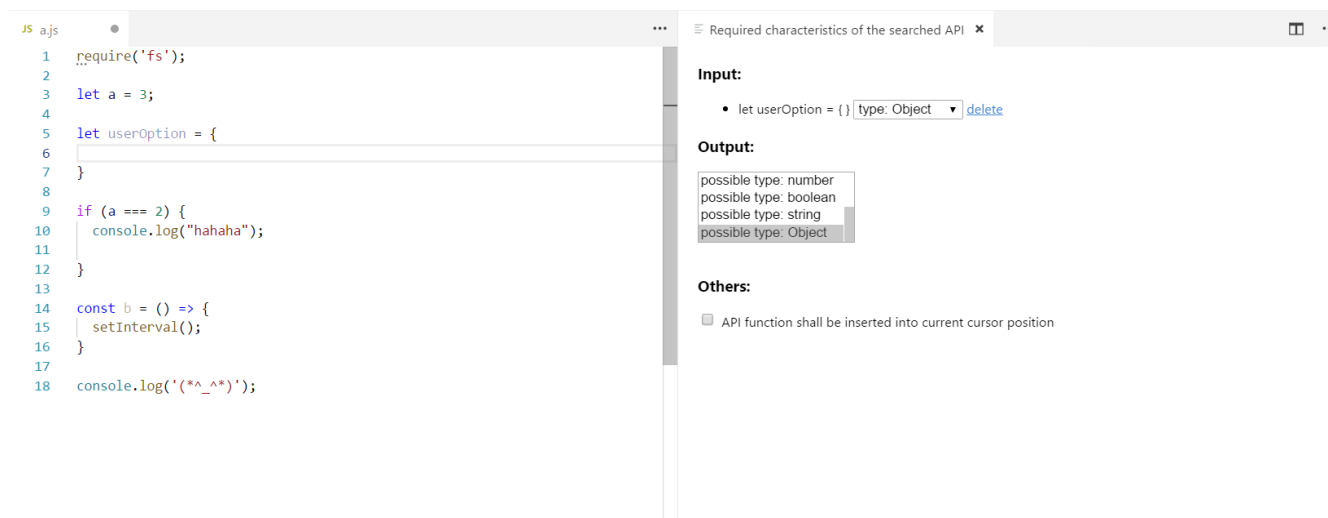 JS a.js
1 require('fs');
2
3 let a = 3;
4
5 let userOption = {
6
7 }
8
9 if (a === 2) {
10 console.log("hahaha");
11
12 }
13
14 const b = () => {
15 setInterval();
16 }
17
18 console.log('(*^_^*)');
Required characteristics of the searched API
Input:
let userOption = { } type: Object delete
Output:
possible type: number
possible type: boolean
possible type: string
possible type: Object
Others:
API function shall be inserted into current cursor position